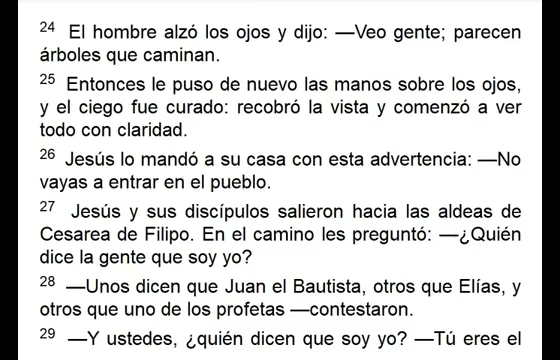 24 El hombre alzó los ojos y dijo: —Veo gente; parecen
árboles que caminan.
25 Entonces le puso de nuevo las manos sobre los ojos,
y el ciego fue curado: recobró la vista y comenzó a ver
todo con claridad.
26 Jesús lo mandó a su casa con esta advertencia: —No
vayas a entrar en el pueblo.
27 Jesús y sus discípulos salieron hacia las aldeas de
Cesarea de Filipo. En el camino les preguntó: —¿Quién
dice la gente que soy yo?
28 —Unos dicen que Juan el Bautista, otros que Elías, y
otros que uno de los profetas —contestaron.
29 —Y ustedes, ¿quién dicen que soy yo? —Tú eres el